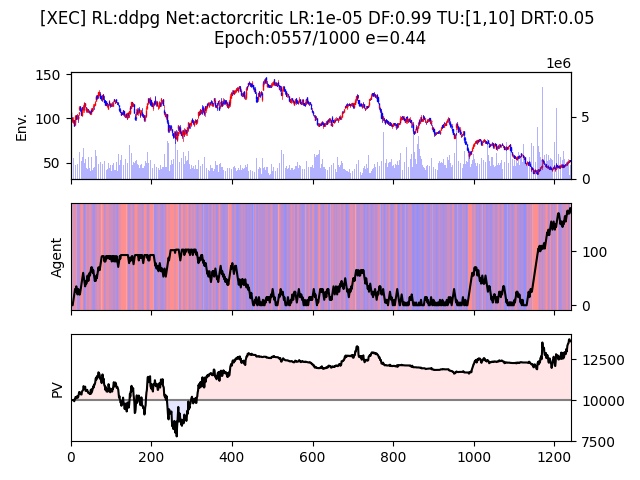 [XEC] RL:ddpg Net:actorcritic LR:1e-05 DF:0.99 TU:[1,10] DRT:0.05
Epoch:0557/1000 e=0.44
1e6
150
100
50
Env.
5
0
Agent
100
0
PV
12500
10000
7500
0 200 400 600 800 1000 1200